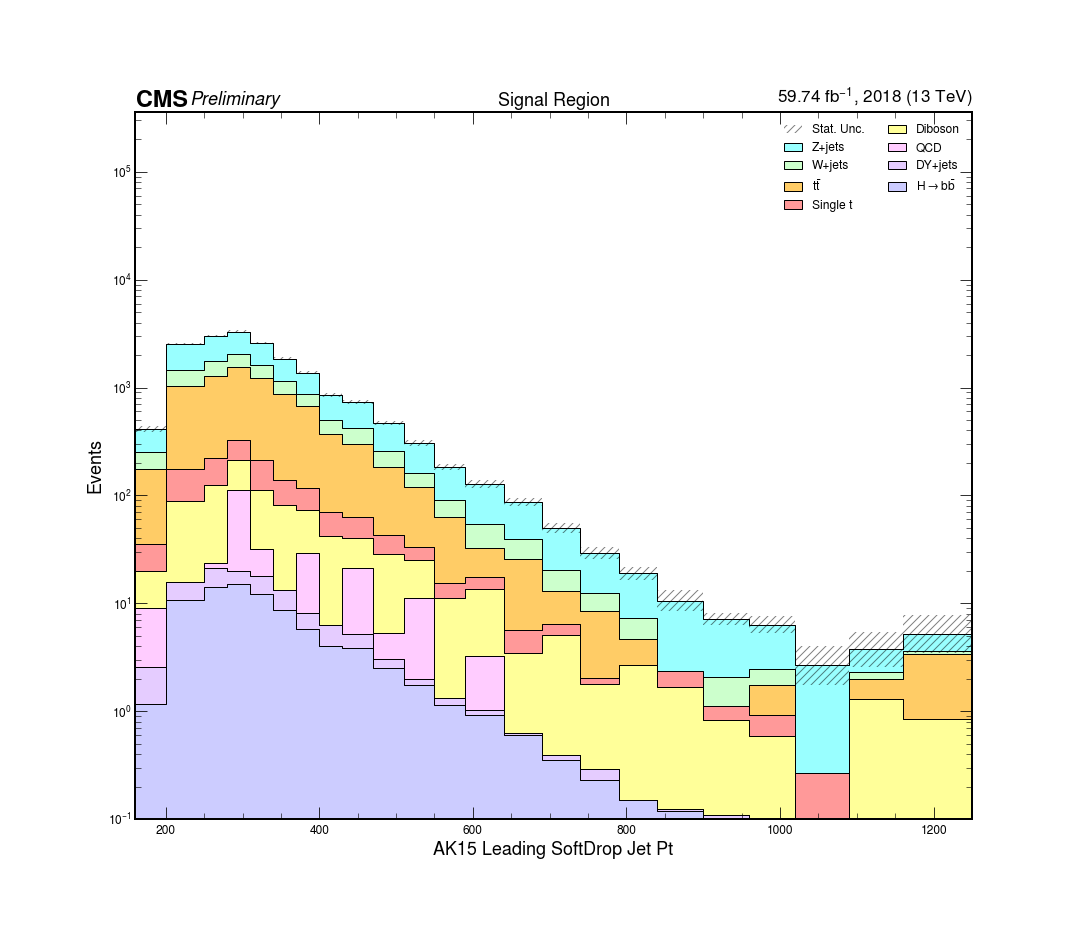 CMS Preliminary Signal Region 59.74 fb⁻¹, 2018 (13 TeV)
Stat. Unc. Diboson
Z+jets QCD
W+jets DY+jets
tt̄ H→bb̄
Single t
10⁵
10⁴
10³
10²
10¹
10⁰
10⁻¹
Events
200 400 600 800 1000 1200
AK15 Leading SoftDrop Jet Pt